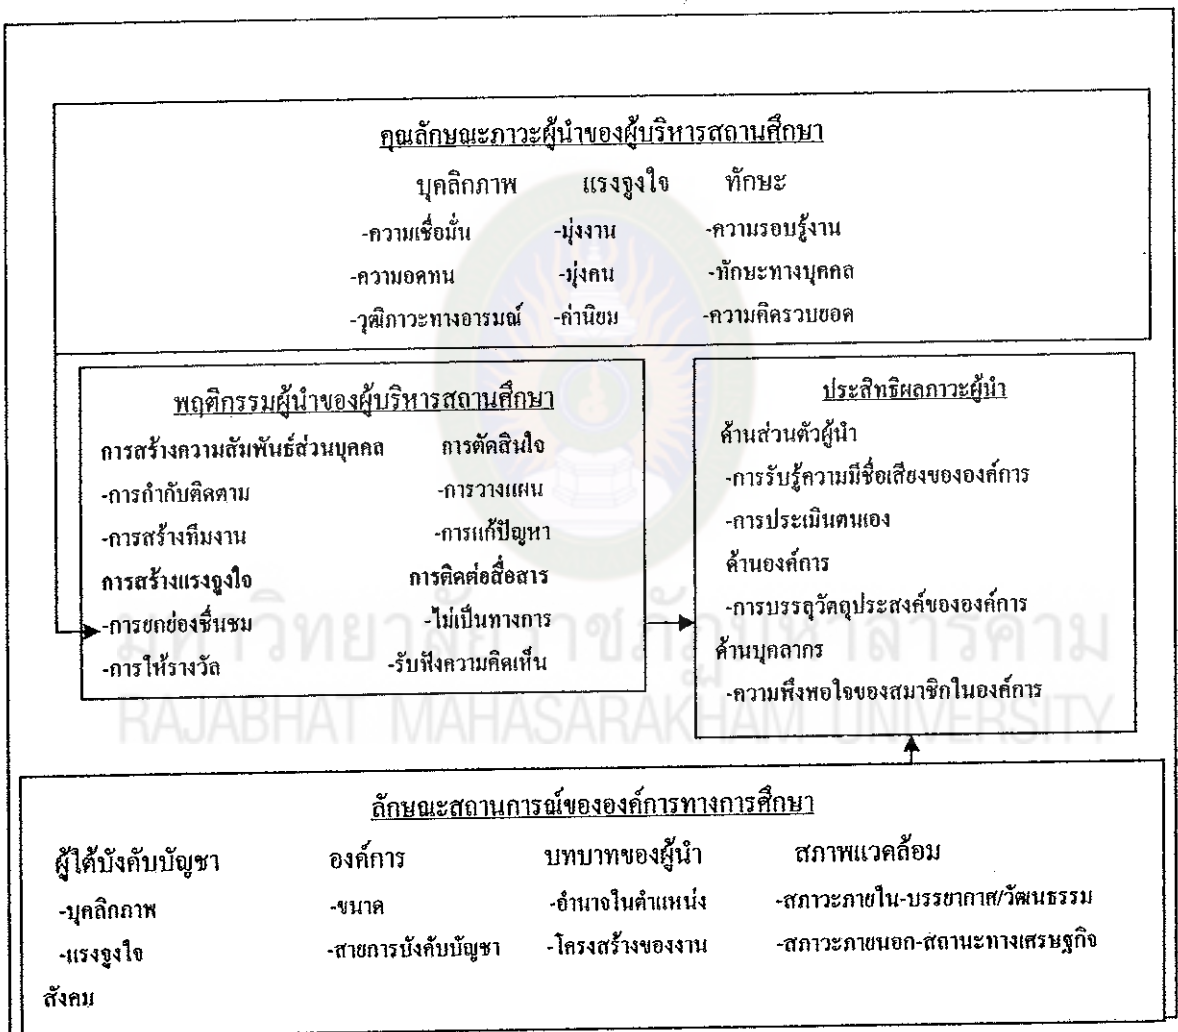 คุณลักษณะภาวะผู้นำของผู้บริหารสถานศึกษา
บุคลิกภาพ แรงจูงใจ ทักษะ
-ความเชื่อมั่น -มุ่งงาน -ความรอบรู้งาน
-ความอดทน -มุ่งคน -ทักษะทางบุคคล
-วุฒิภาวะทางอารมณ์ -ค่านิยม -ความคิดรวบยอด
พฤติกรรมผู้นำของผู้บริหารสถานศึกษา
การสร้างความสัมพันธ์ส่วนบุคคล การตัดสินใจ
-การกำกับติดตาม -การวางแผน
-การสร้างทีมงาน -การแก้ปัญหา
การสร้างแรงจูงใจ การติดต่อสื่อสาร
-การยกย่องชื่นชม -ไม่เป็นทางการ
-การให้รางวัล -รับฟังความคิดเห็น
ประสิทธิผลภาวะผู้นำ
ด้านส่วนตัวผู้นำ
-การรับรู้ความมีชื่อเสียงขององค์การ
-การประเมินตนเอง
ด้านองค์การ
-การบรรลุวัตถุประสงค์ขององค์การ
ด้านบุคลากร
-ความพึงพอใจของสมาชิกในองค์การ
มหาวิทยาลัยราชภัฏมหาสารคาม
RAJABHAT MAHASARAKHAM UNIVERSITY
ลักษณะสถานการณ์ขององค์การทางการศึกษา
ผู้ใต้บังคับบัญชา องค์การ บทบาทของผู้นำ สภาพแวดล้อม
-บุคลิกภาพ -ขนาด -อำนาจในตำแหน่ง -สภาวะภายใน-บรรยากาศ/วัฒนธรรม
-แรงจูงใจ -สายการบังคับบัญชา -โครงสร้างของงาน -สภาวะภายนอก-สถานะทางเศรษฐกิจ
สังคม